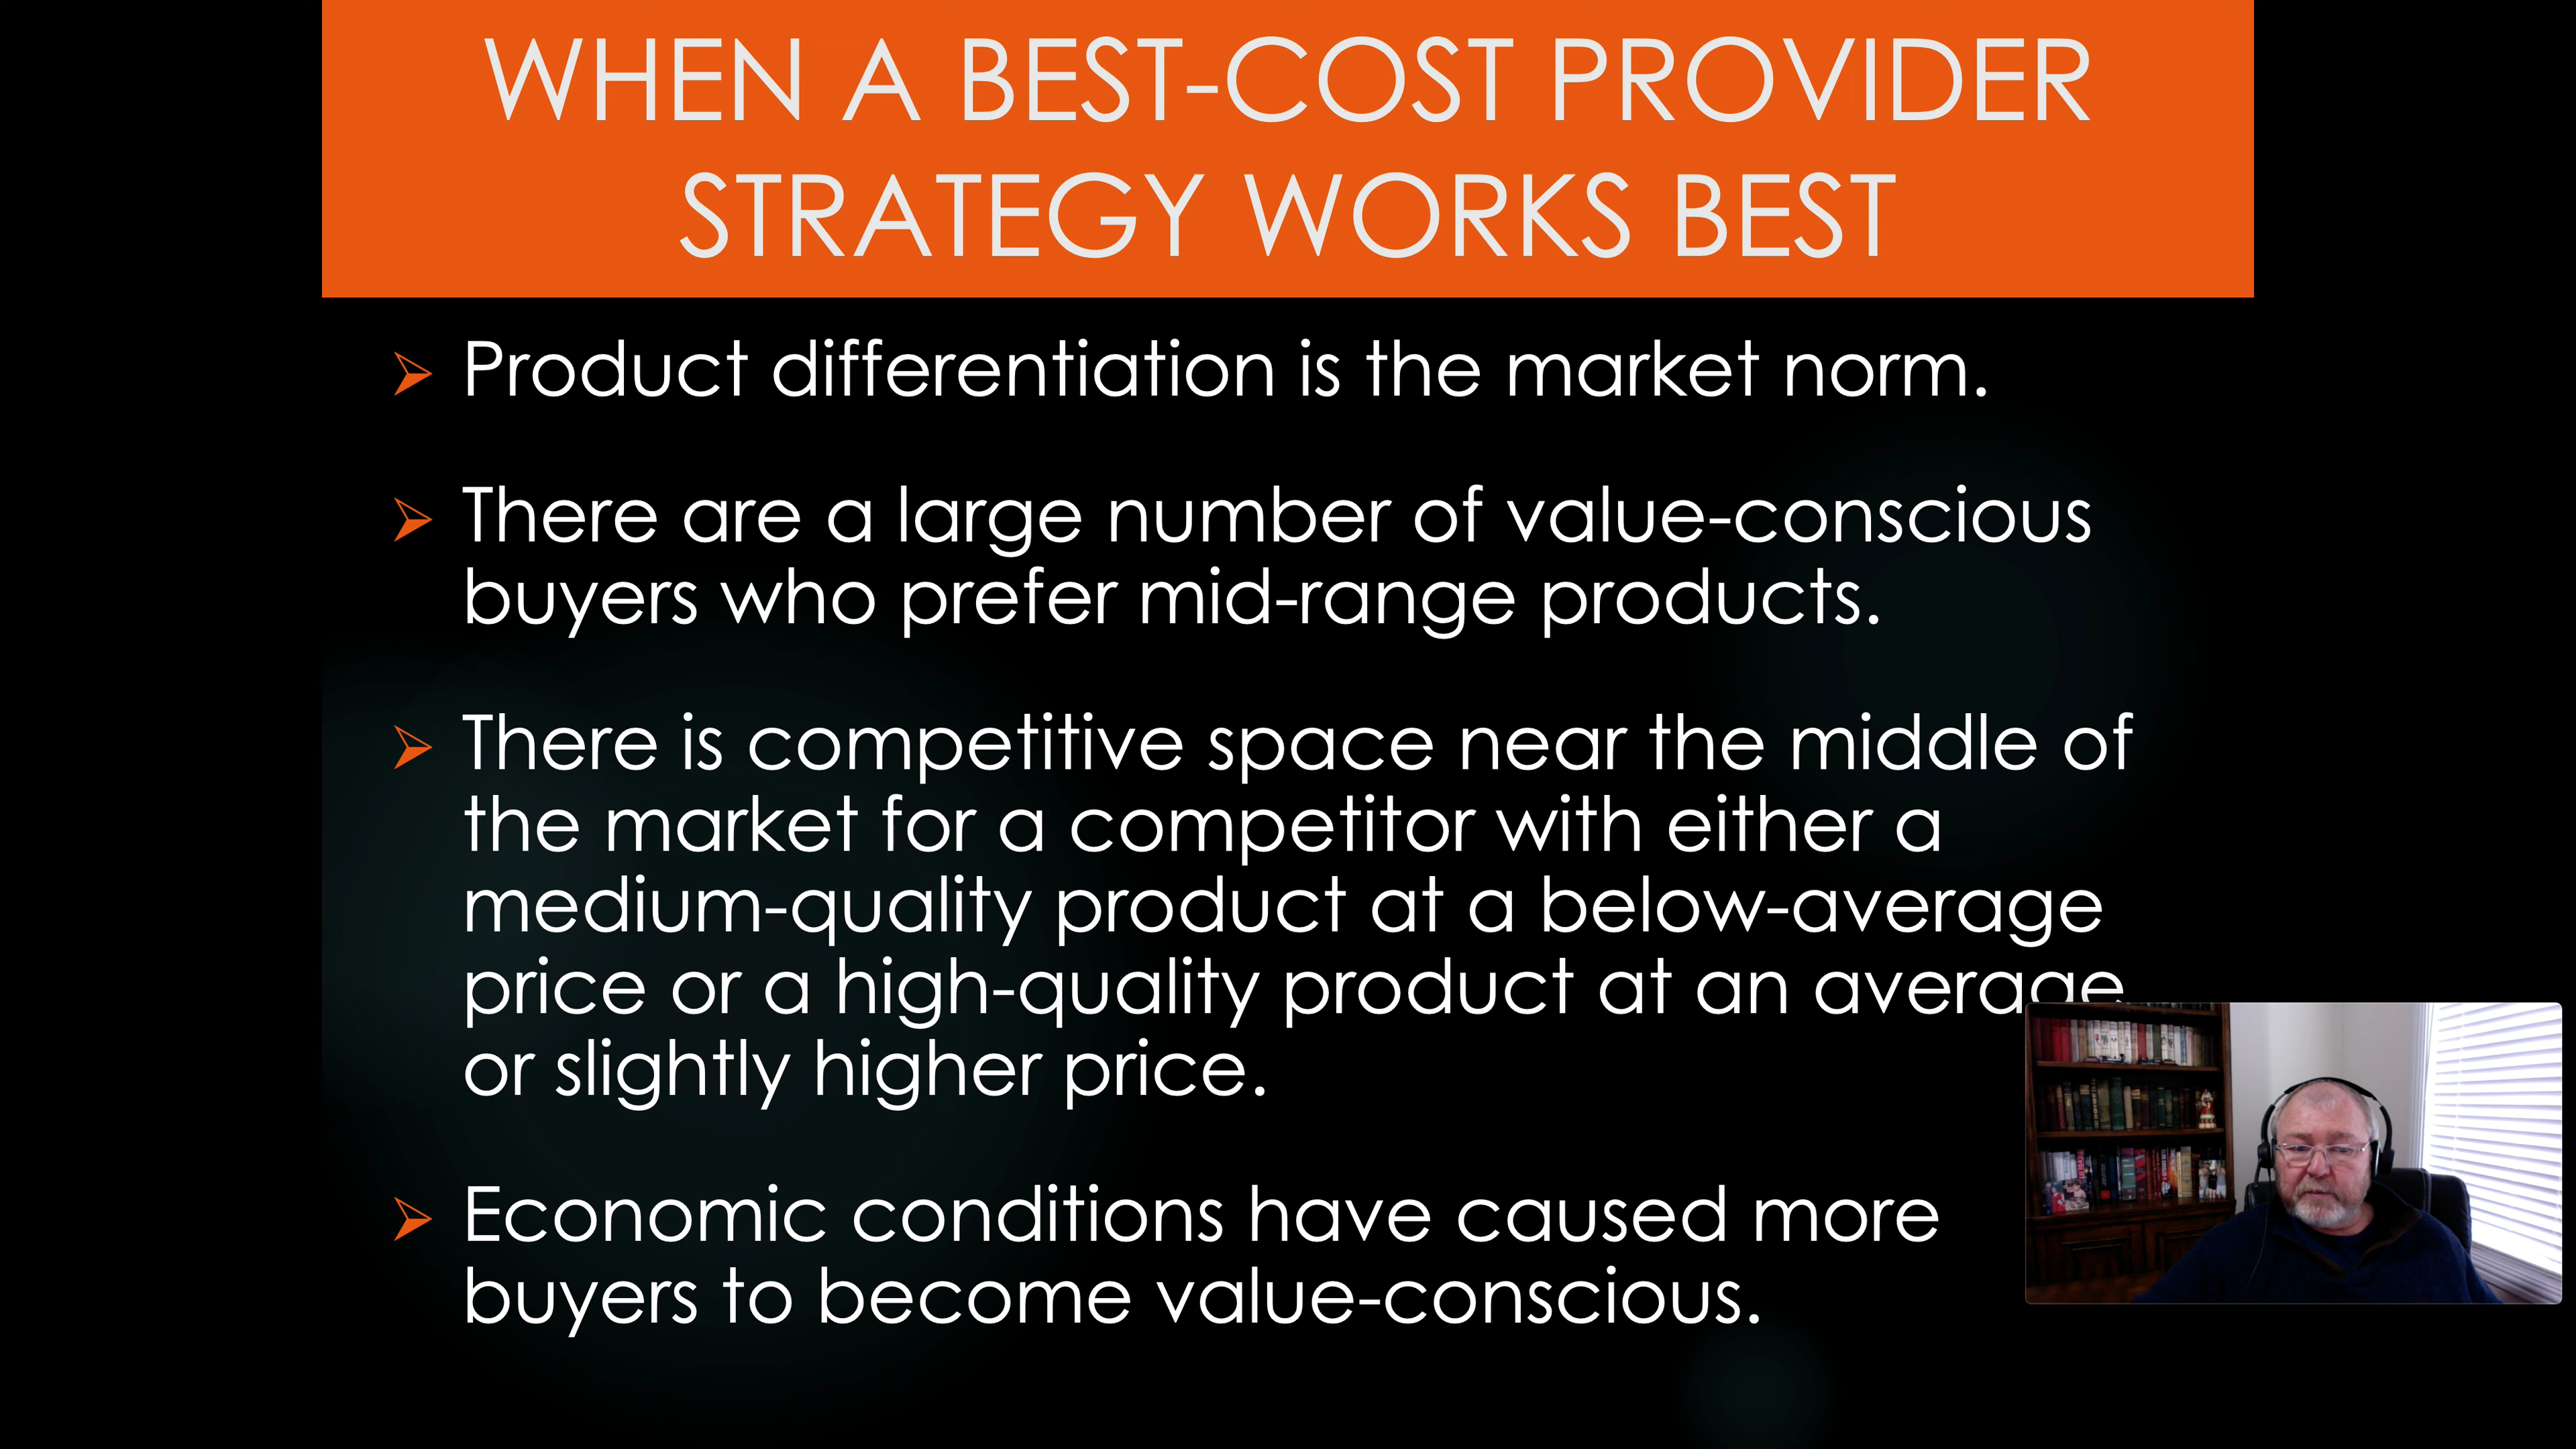 WHEN A BEST-COST PROVIDER
STRATEGY WORKS BEST
Product differentiation is the market norm.
There are a large number of value-conscious
buyers who prefer mid-range products.
There is competitive space near the middle of
the market for a competitor with either a
medium-quality product at a below-average
price or a high-quality product at an average
or slightly higher price.
Economic conditions have caused more
buyers to become value-conscious.